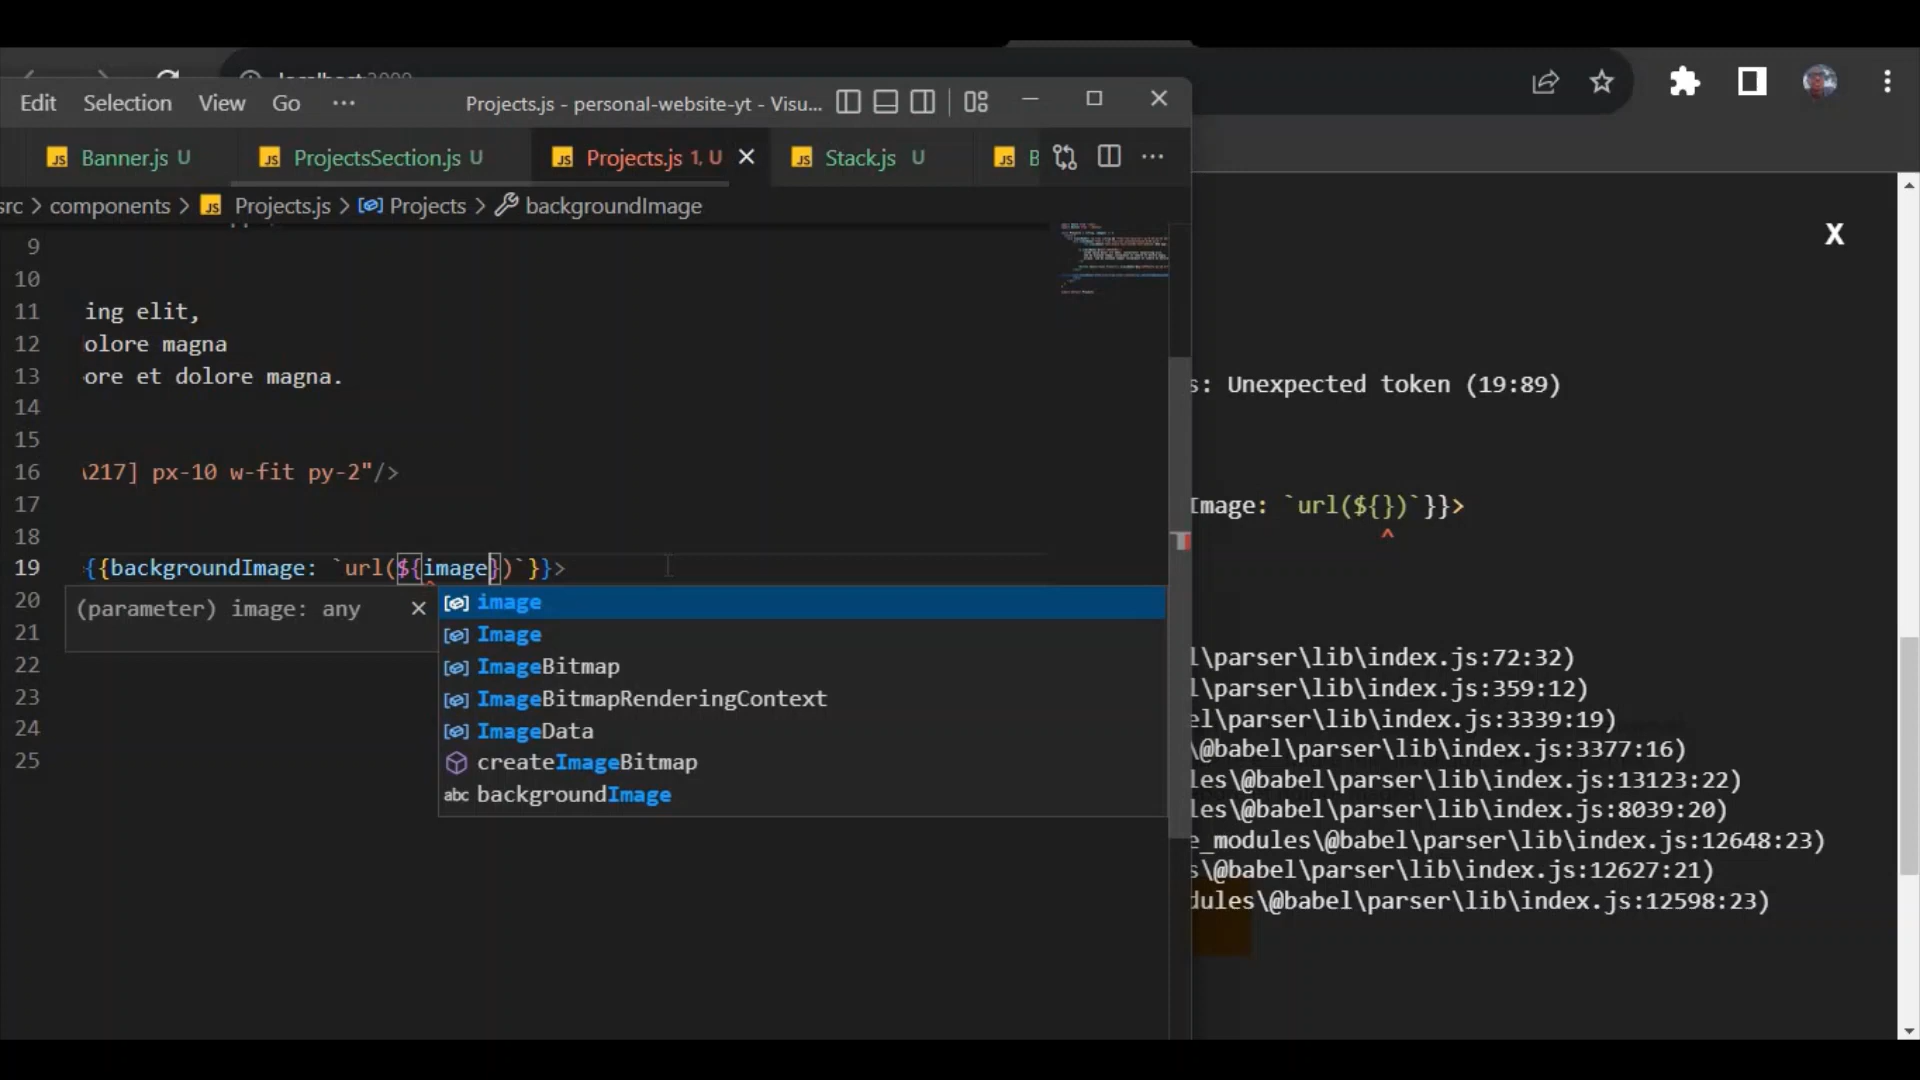 localhost:3000
Edit Selection View Go ··· Projects.js - personal-website-yt - Visu...
Banner.js U ProjectsSection.js U Projects.js 1, U Stack.js U B
src > components > Projects.js > Projects > backgroundImage
9
10
11 ing elit,
12 olore magna
13 ore et dolore magna.
14
15
16 217] px-10 w-fit py-2"/>
17
18
19 {{backgroundImage: `url(${image})`}}>
20 (parameter) image: any
21
22
23
24
25
image
Image
ImageBitmap
ImageBitmapRenderingContext
ImageData
createImageBitmap
abc backgroundImage
X
s: Unexpected token (19:89)
Image: `url(${})`}}>
^
l\parser\lib\index.js:72:32)
l\parser\lib\index.js:359:12)
el\parser\lib\index.js:3339:19)
\@babel\parser\lib\index.js:3377:16)
les\@babel\parser\lib\index.js:13123:22)
les\@babel\parser\lib\index.js:8039:20)
e_modules\@babel\parser\lib\index.js:12648:23)
s\@babel\parser\lib\index.js:12627:21)
dules\@babel\parser\lib\index.js:12598:23)